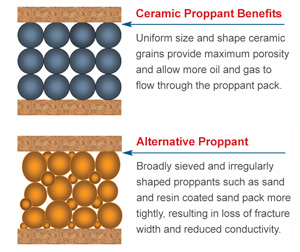 Ceramic Proppant Benefits
Uniform size and shape ceramic
grains provide maximum porosity
and allow more oil and gas to
flow through the proppant pack.
Alternative Proppant
Broadly sieved and irregularly
shaped proppants such as sand
and resin coated sand pack more
tightly, resulting in loss of fracture
width and reduced conductivity.